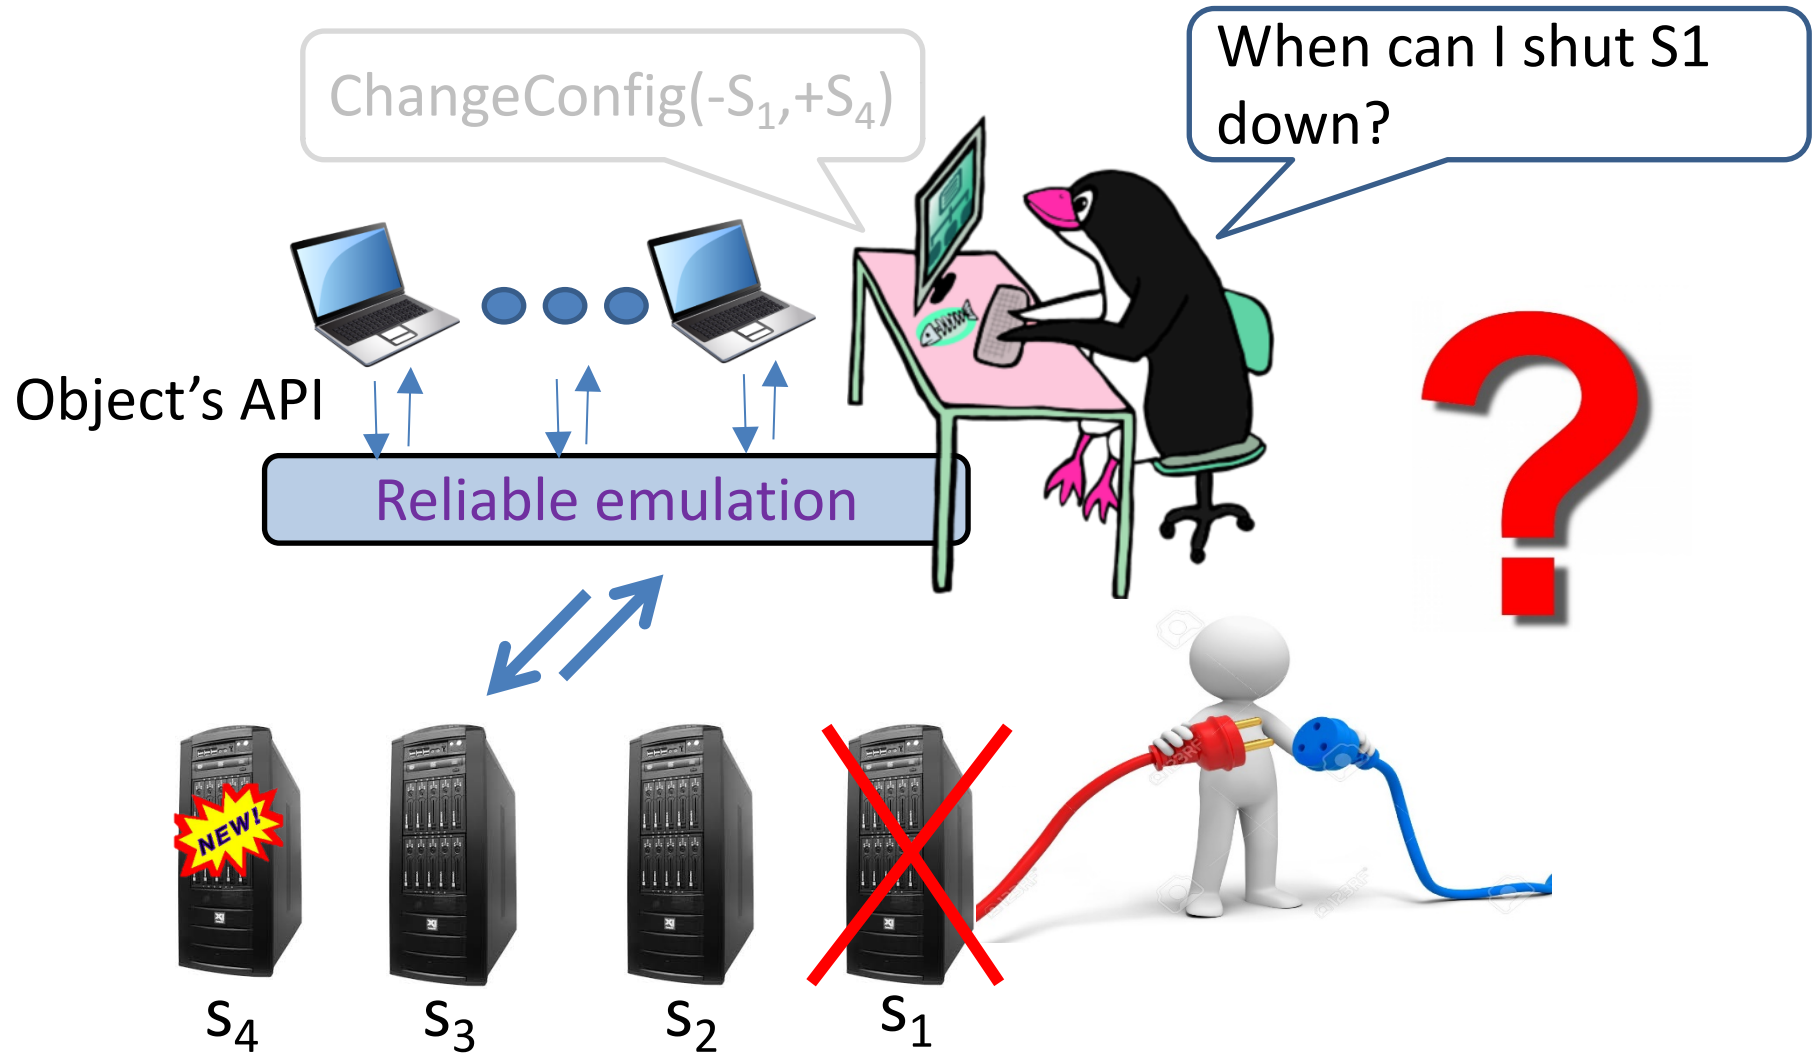 ChangeConfig(-S₁,+S₄)
When can I shut S1
down?
Object’s API
Reliable emulation
NEW!
s₄ s₃ s₂ s₁